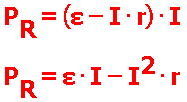 P_R = (ε − I · r) · I
P_R = ε · I − I² · r